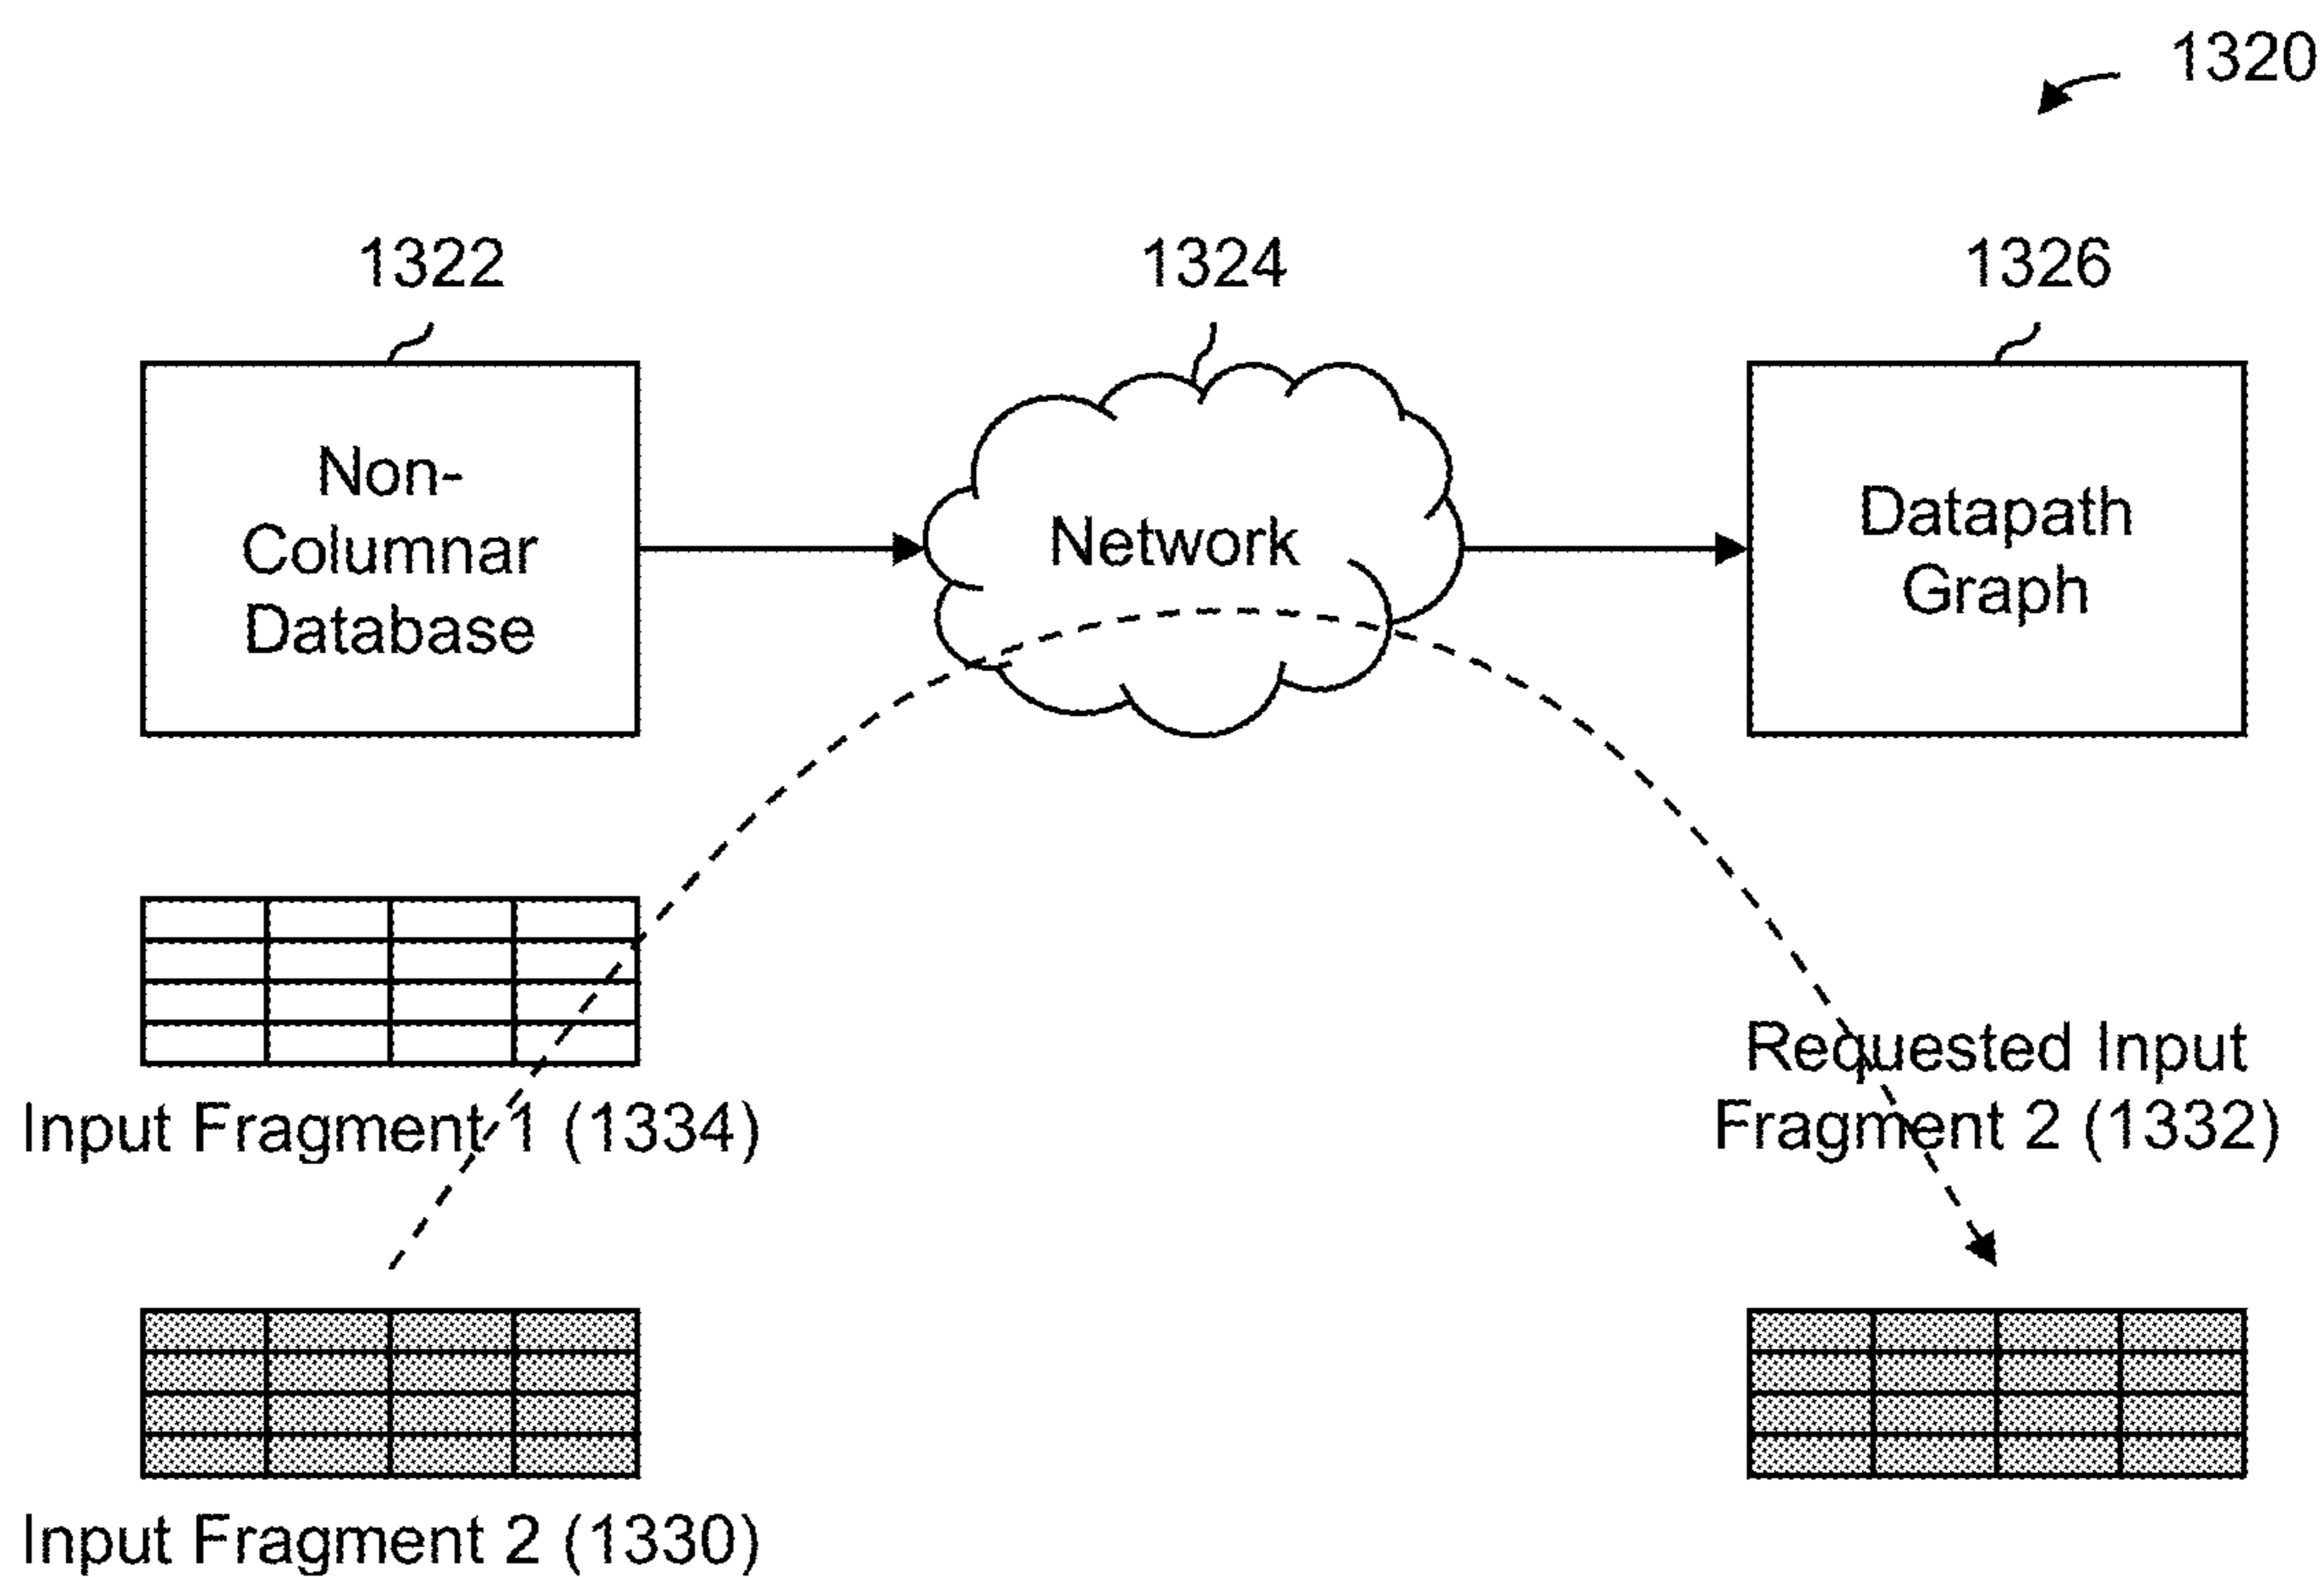 1320
1322
1324
1326
Non-
Columnar
Database
Network
Datapath
Graph
Input Fragment 1 (1334)
Requested Input
Fragment 2 (1332)
Input Fragment 2 (1330)